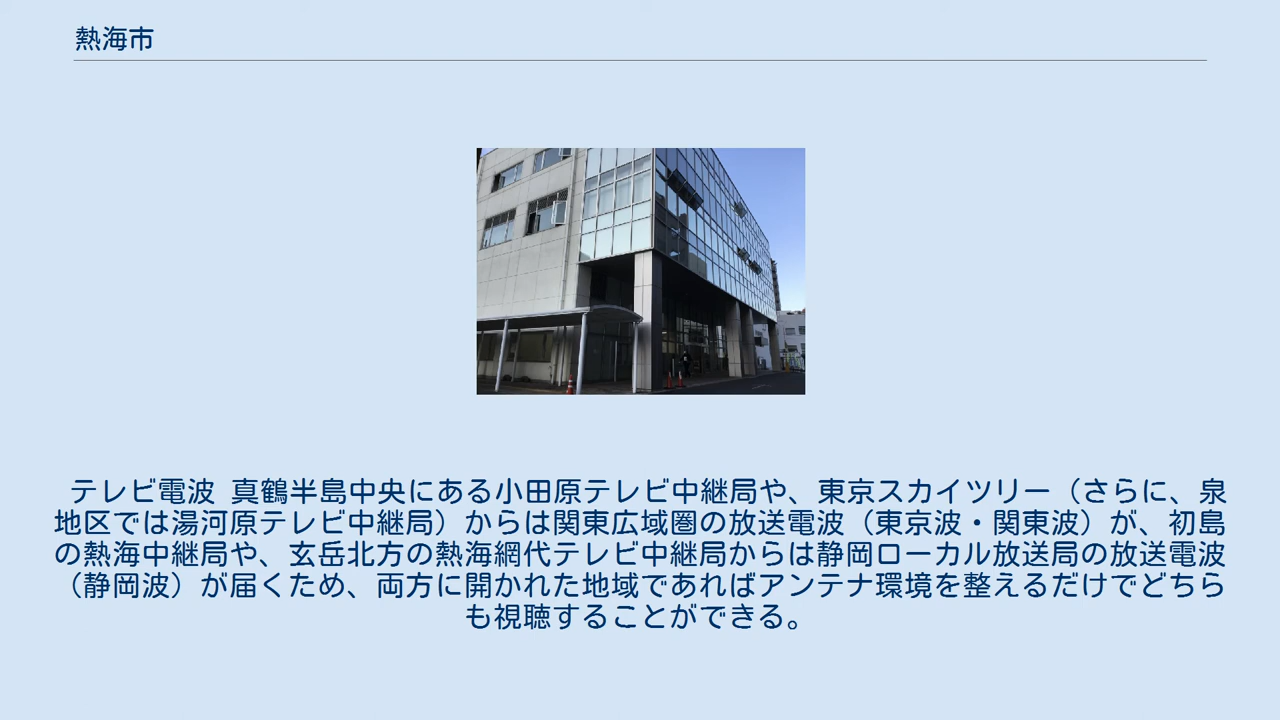 熱海市
テレビ電波 真鶴半島中央にある小田原テレビ中継局や、東京スカイツリー（さらに、泉
地区では湯河原テレビ中継局）からは関東広域圏の放送電波（東京波・関東波）が、初島
の熱海中継局や、玄岳北方の熱海網代テレビ中継局からは静岡ローカル放送局の放送電波
（静岡波）が届くため、両方に開かれた地域であればアンテナ環境を整えるだけでどちら
も視聴することができる。